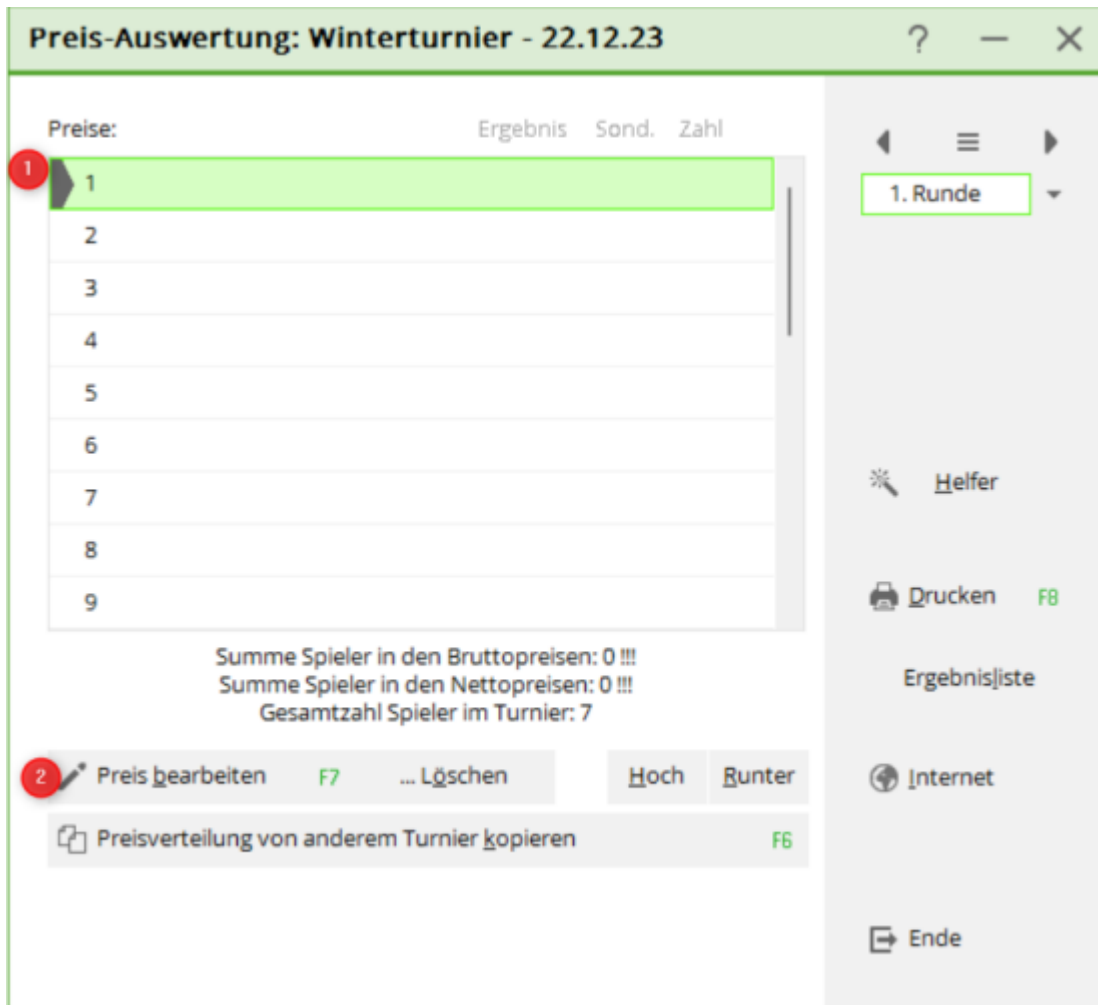 Preis-Auswertung: Winterturnier - 22.12.23 ?
Preise: Ergebnis Sond. Zahl
1
1
1. Runde
2
3
4
5
6
7
Helfer
8
9
Drucken F8
Summe Spieler in den Bruttopreisen: 0 !!!
Summe Spieler in den Nettopreisen: 0 !!!
Gesamtzahl Spieler im Turnier: 7
Ergebnisliste
2
Preis bearbeiten F7 ... Löschen Hoch Runter
Internet
Preisverteilung von anderem Turnier kopieren F6
Ende